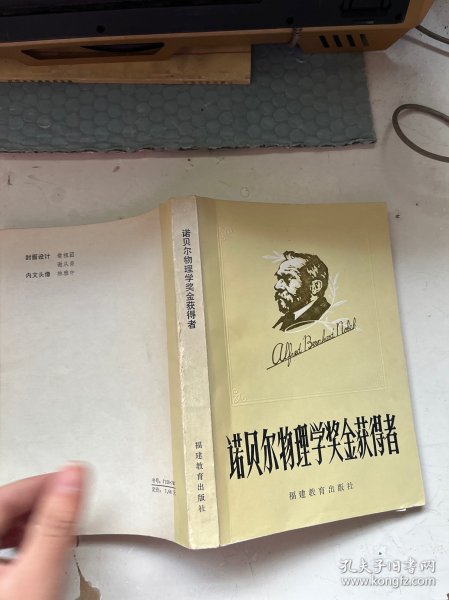 封面设计
内文头像
诺贝尔物理学奖金获得者
福建教育出版社
Alfred Bernhard Nobel
诺贝尔物理学奖金获得者
福建教育出版社
孔夫子旧书网
kongfz.com